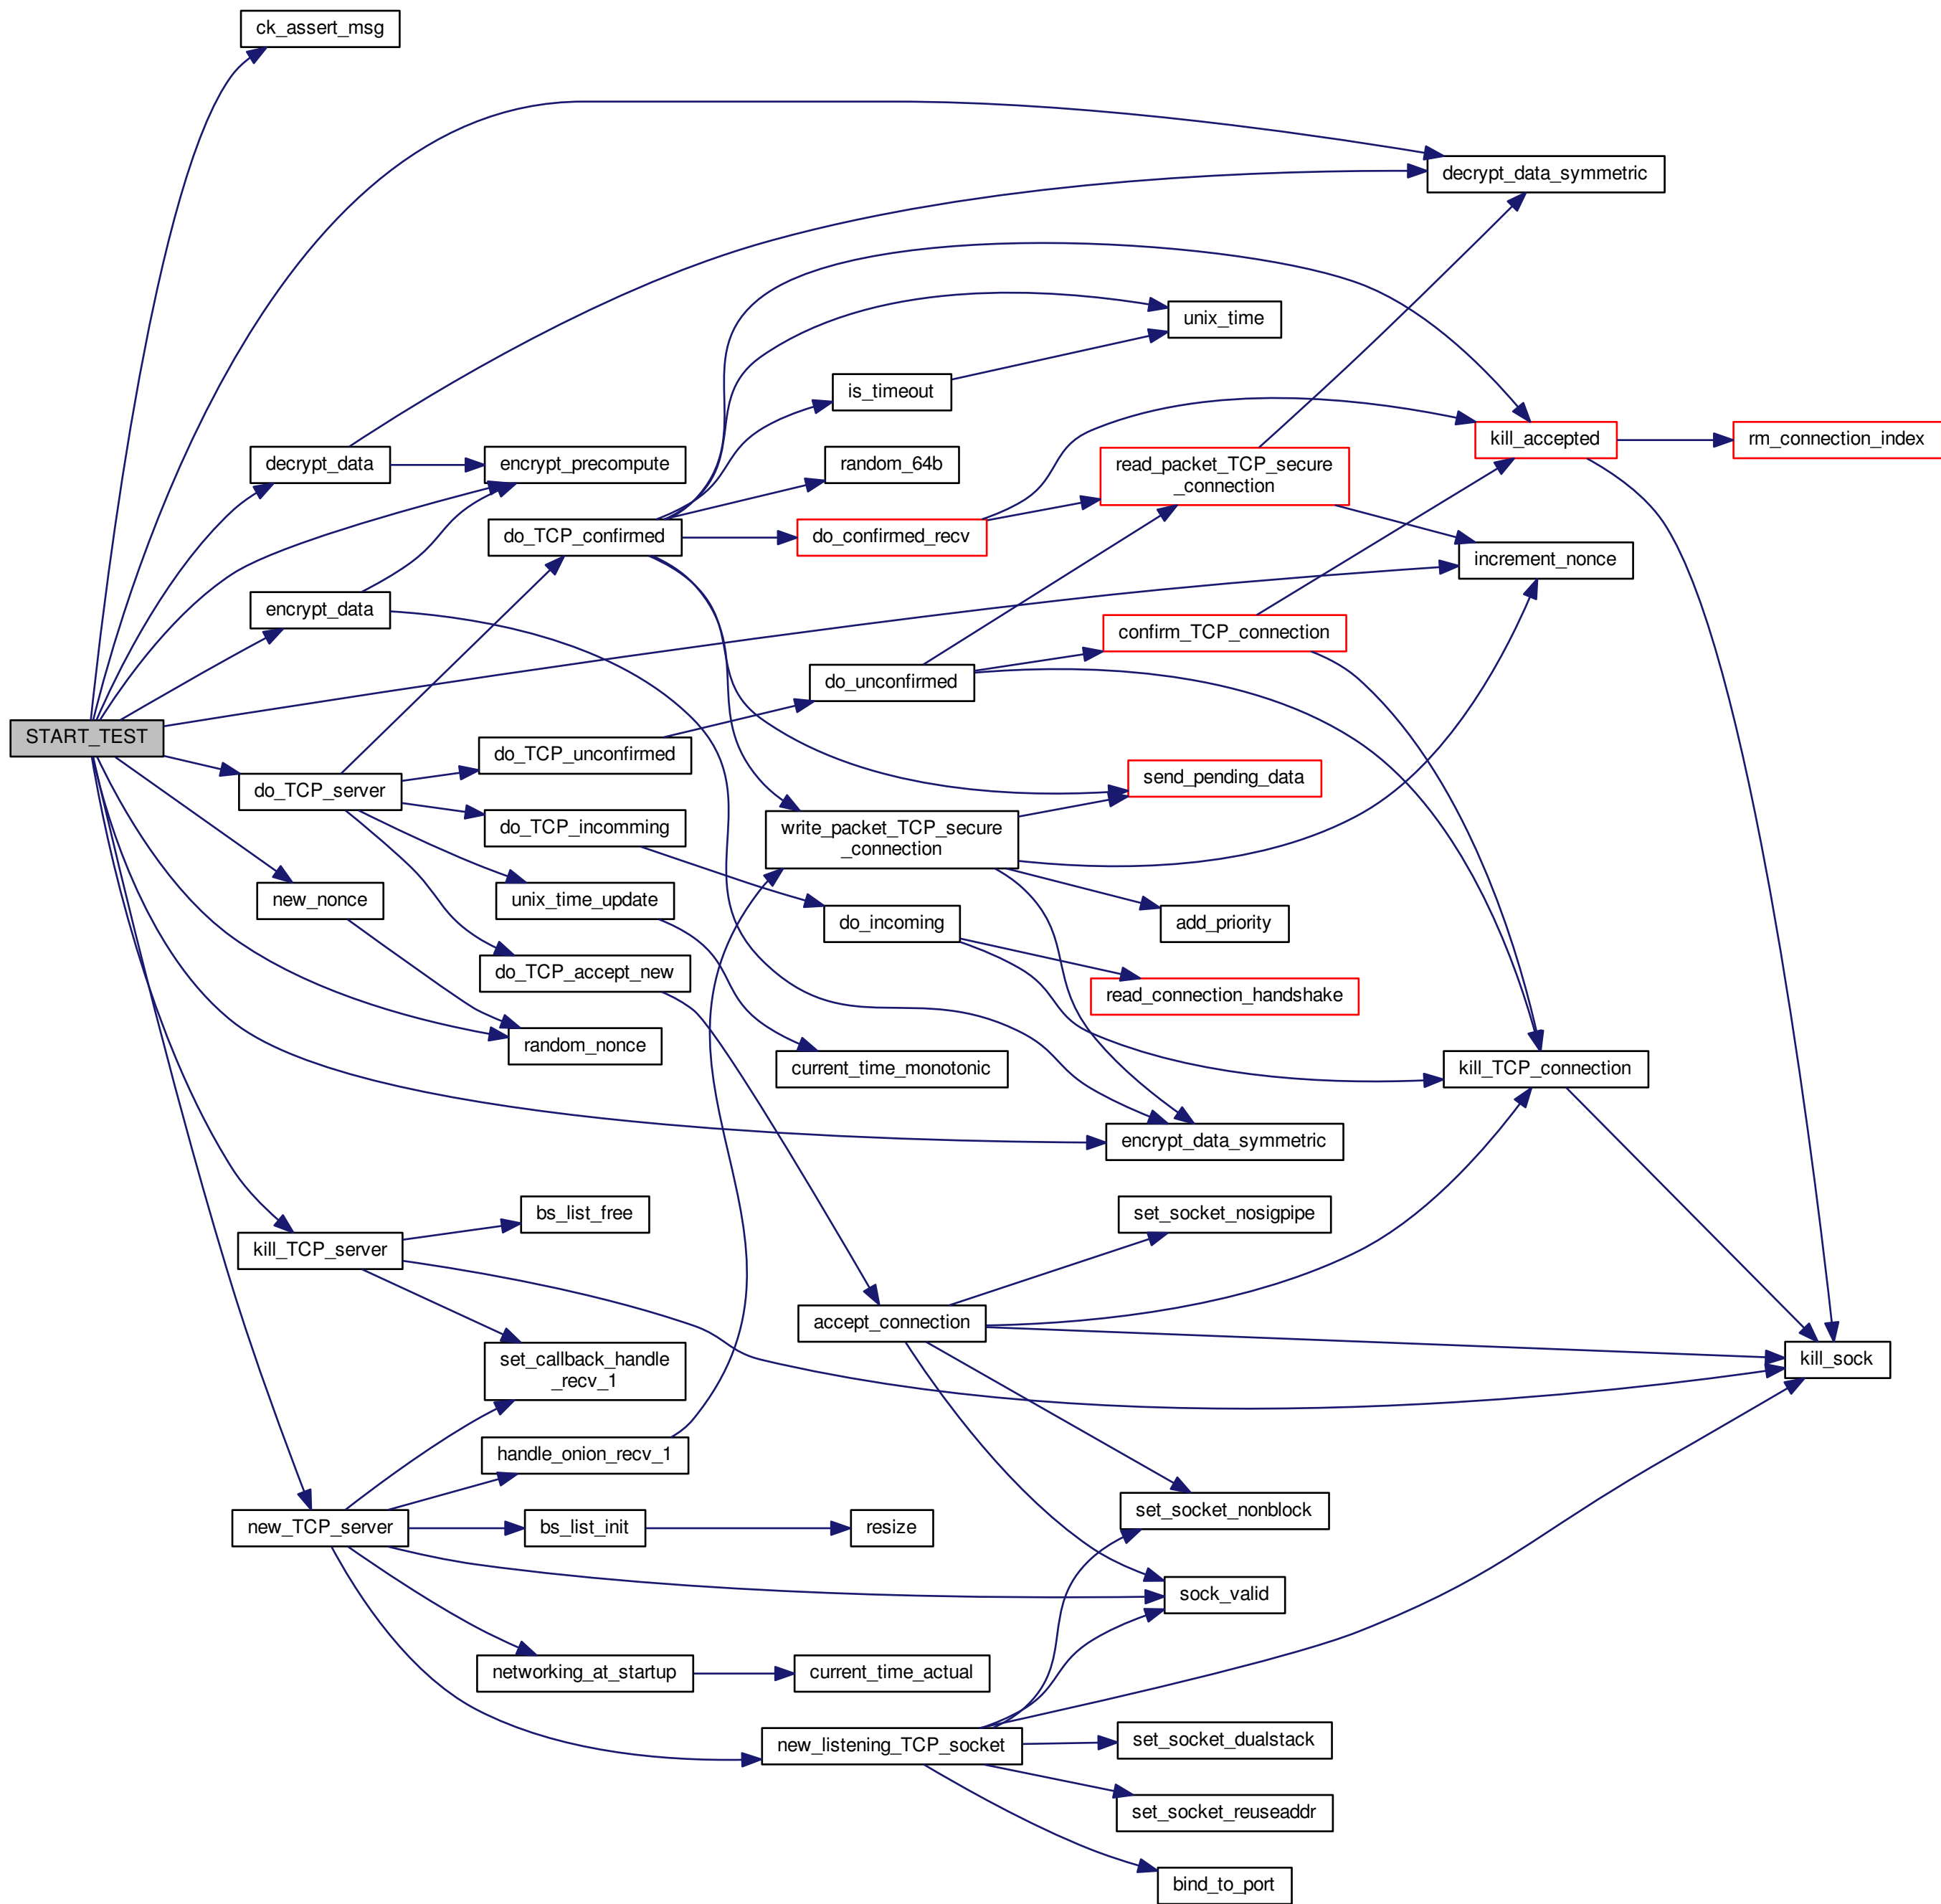 ck_assert_msg
decrypt_data_symmetric
unix_time
is_timeout
kill_accepted
rm_connection_index
decrypt_data
encrypt_precompute
random_64b
read_packet_TCP_secure
_connection
do_TCP_confirmed
do_confirmed_recv
increment_nonce
encrypt_data
confirm_TCP_connection
do_unconfirmed
START_TEST
do_TCP_unconfirmed
send_pending_data
do_TCP_server
do_TCP_incomming
write_packet_TCP_secure
_connection
new_nonce
unix_time_update
do_incoming
add_priority
do_TCP_accept_new
read_connection_handshake
random_nonce
current_time_monotonic
kill_TCP_connection
encrypt_data_symmetric
bs_list_free
set_socket_nosigpipe
kill_TCP_server
accept_connection
set_callback_handle
_recv_1
kill_sock
handle_onion_recv_1
new_TCP_server
bs_list_init
resize
set_socket_nonblock
sock_valid
networking_at_startup
current_time_actual
new_listening_TCP_socket
set_socket_dualstack
set_socket_reuseaddr
bind_to_port